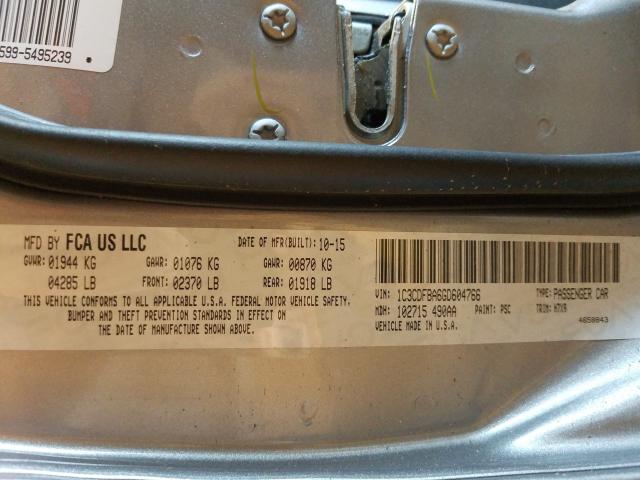 599-5495239
MFD BY FCA US LLC DATE OF MFR(BUILT): 10-15
GVWR: 01944 KG GAWR: 01076 KG GAWR: 00870 KG
04285 LB FRONT: 02370 LB REAR: 01918 LB
THIS VEHICLE CONFORMS TO ALL APPLICABLE U.S.A. FEDERAL MOTOR VEHICLE SAFETY,
BUMPER AND THEFT PREVENTION STANDARDS IN EFFECT ON
THE DATE OF MANUFACTURE SHOWN ABOVE.
VIN: 1C3CDFBA6GD604766 TYPE: PASSENGER CAR
MDH: 102715 490AA PAINT: PSC TRIM: H7X9
VEHICLE MADE IN U.S.A. 4650843